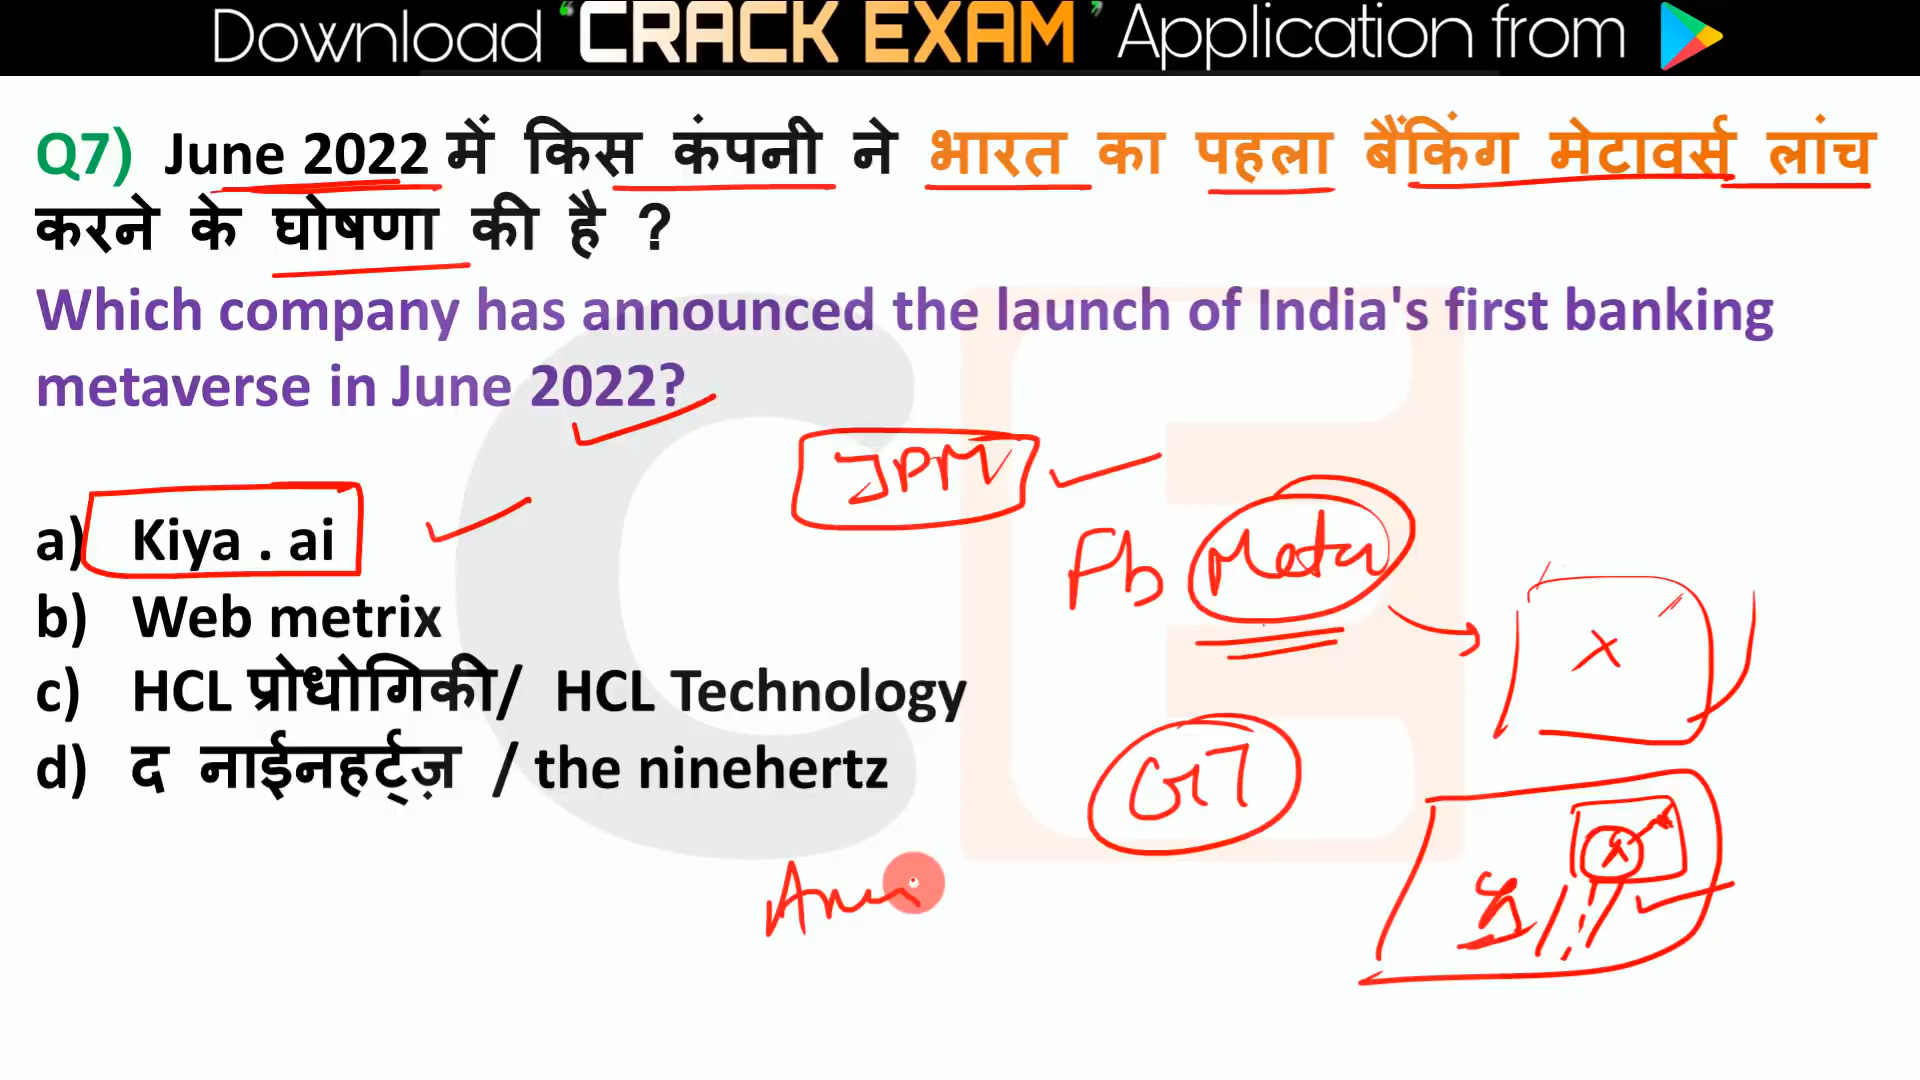 Download “CRACK EXAM” Application from
Q7) June 2022 में किस कंपनी ने भारत का पहला बैंकिंग मेटावर्स लांच
करने के घोषणा की है ?
Which company has announced the launch of India's first banking
metaverse in June 2022?
JPM
a) Kiya . ai
Fb Meta
b) Web metrix
c) HCL प्रोधोगिकी/ HCL Technology
d) द नाईनहर्ट्ज़ / the ninehertz